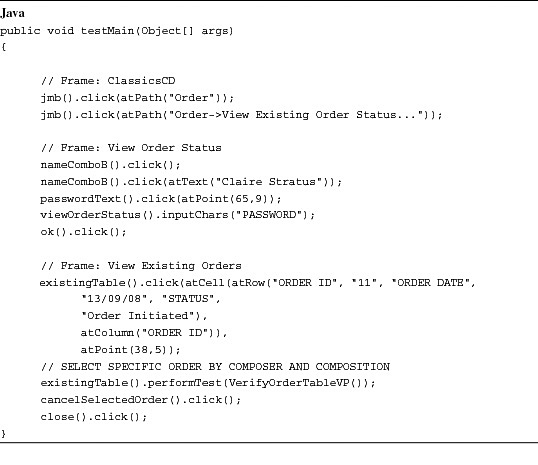 Java
public void testMain(Object[] args)
{
// Frame: ClassicsCD
jmb().click(atPath("Order"));
jmb().click(atPath("Order->View Existing Order Status..."));
// Frame: View Order Status
nameComboB().click();
nameComboB().click(atText("Claire Stratus"));
passwordText().click(atPoint(65,9));
viewOrderStatus().inputChars("PASSWORD");
ok().click();
// Frame: View Existing Orders
existingTable().click(atCell(atRow("ORDER ID", "11", "ORDER DATE",
"13/09/08", "STATUS",
"Order Initiated"),
atColumn("ORDER ID")),
atPoint(38,5));
// SELECT SPECIFIC ORDER BY COMPOSER AND COMPOSITION
existingTable().performTest(VerifyOrderTableVP());
cancelSelectedOrder().click();
close().click();
}